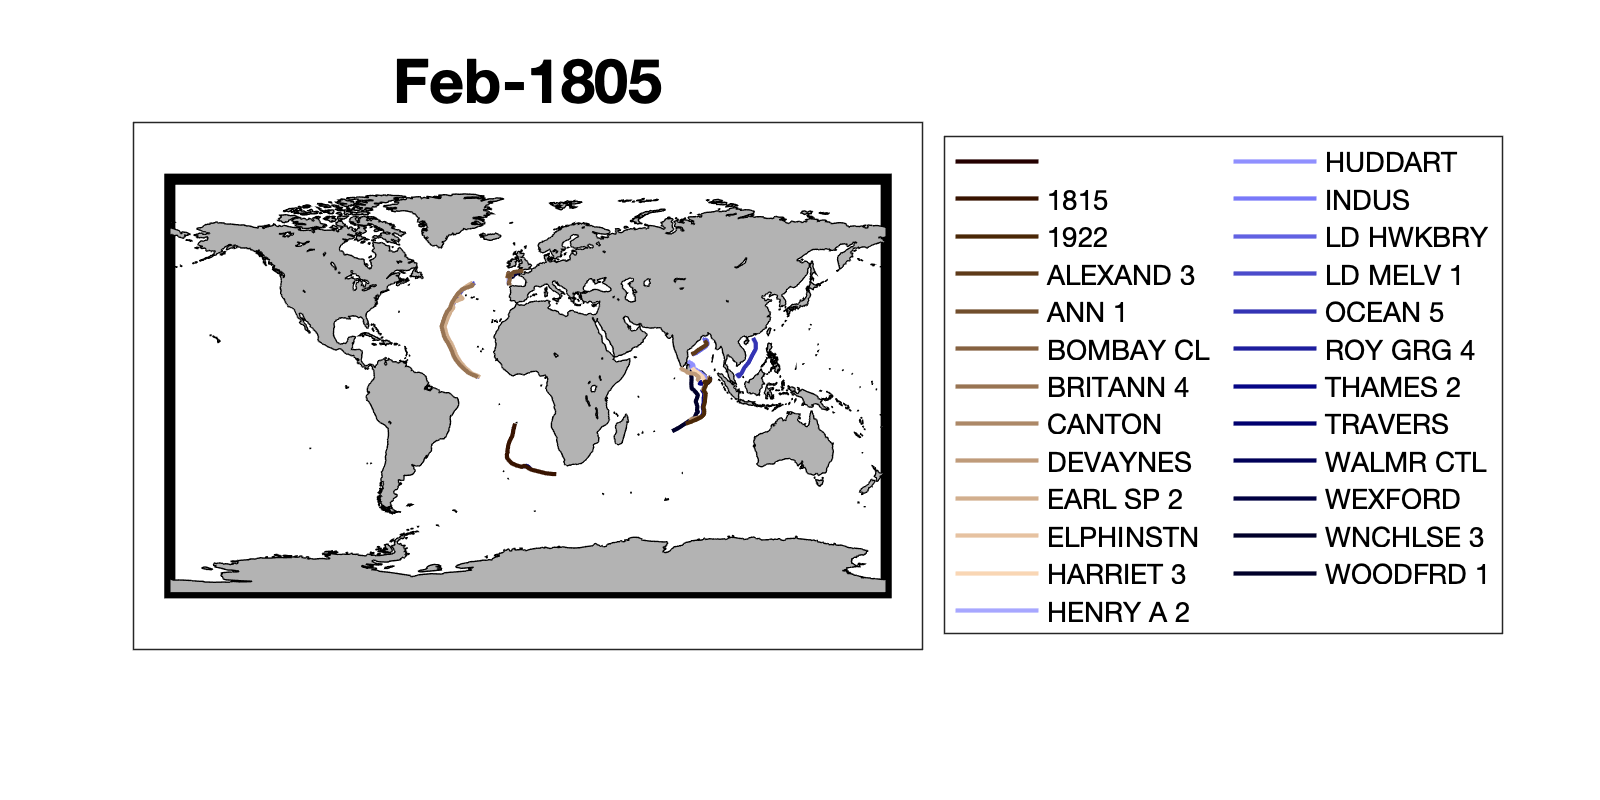 Feb-1805
1815
1922
ALEXAND 3
ANN 1
BOMBAY CL
BRITANN 4
CANTON
DEVAYNES
EARL SP 2
ELPHINSTN
HARRIET 3
HENRY A 2
HUDDART
INDUS
LD HWKBRY
LD MELV 1
OCEAN 5
ROY GRG 4
THAMES 2
TRAVERS
WALMR CTL
WEXFORD
WNCHLSE 3
WOODFRD 1